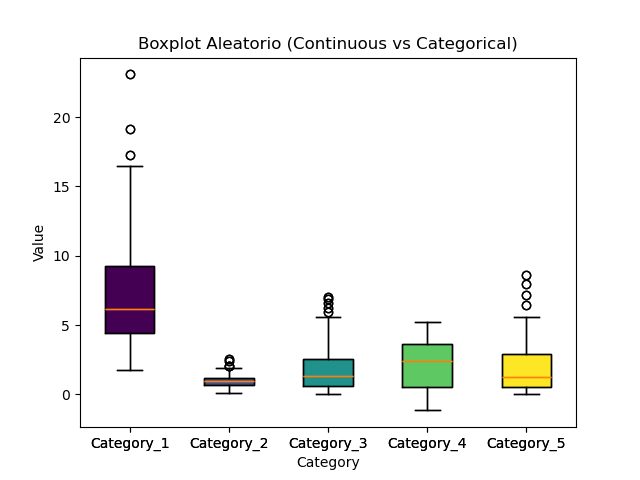 Boxplot Aleatorio (Continuous vs Categorical)
Value
20
15
10
5
0
Category_1 Category_2 Category_3 Category_4 Category_5
Category